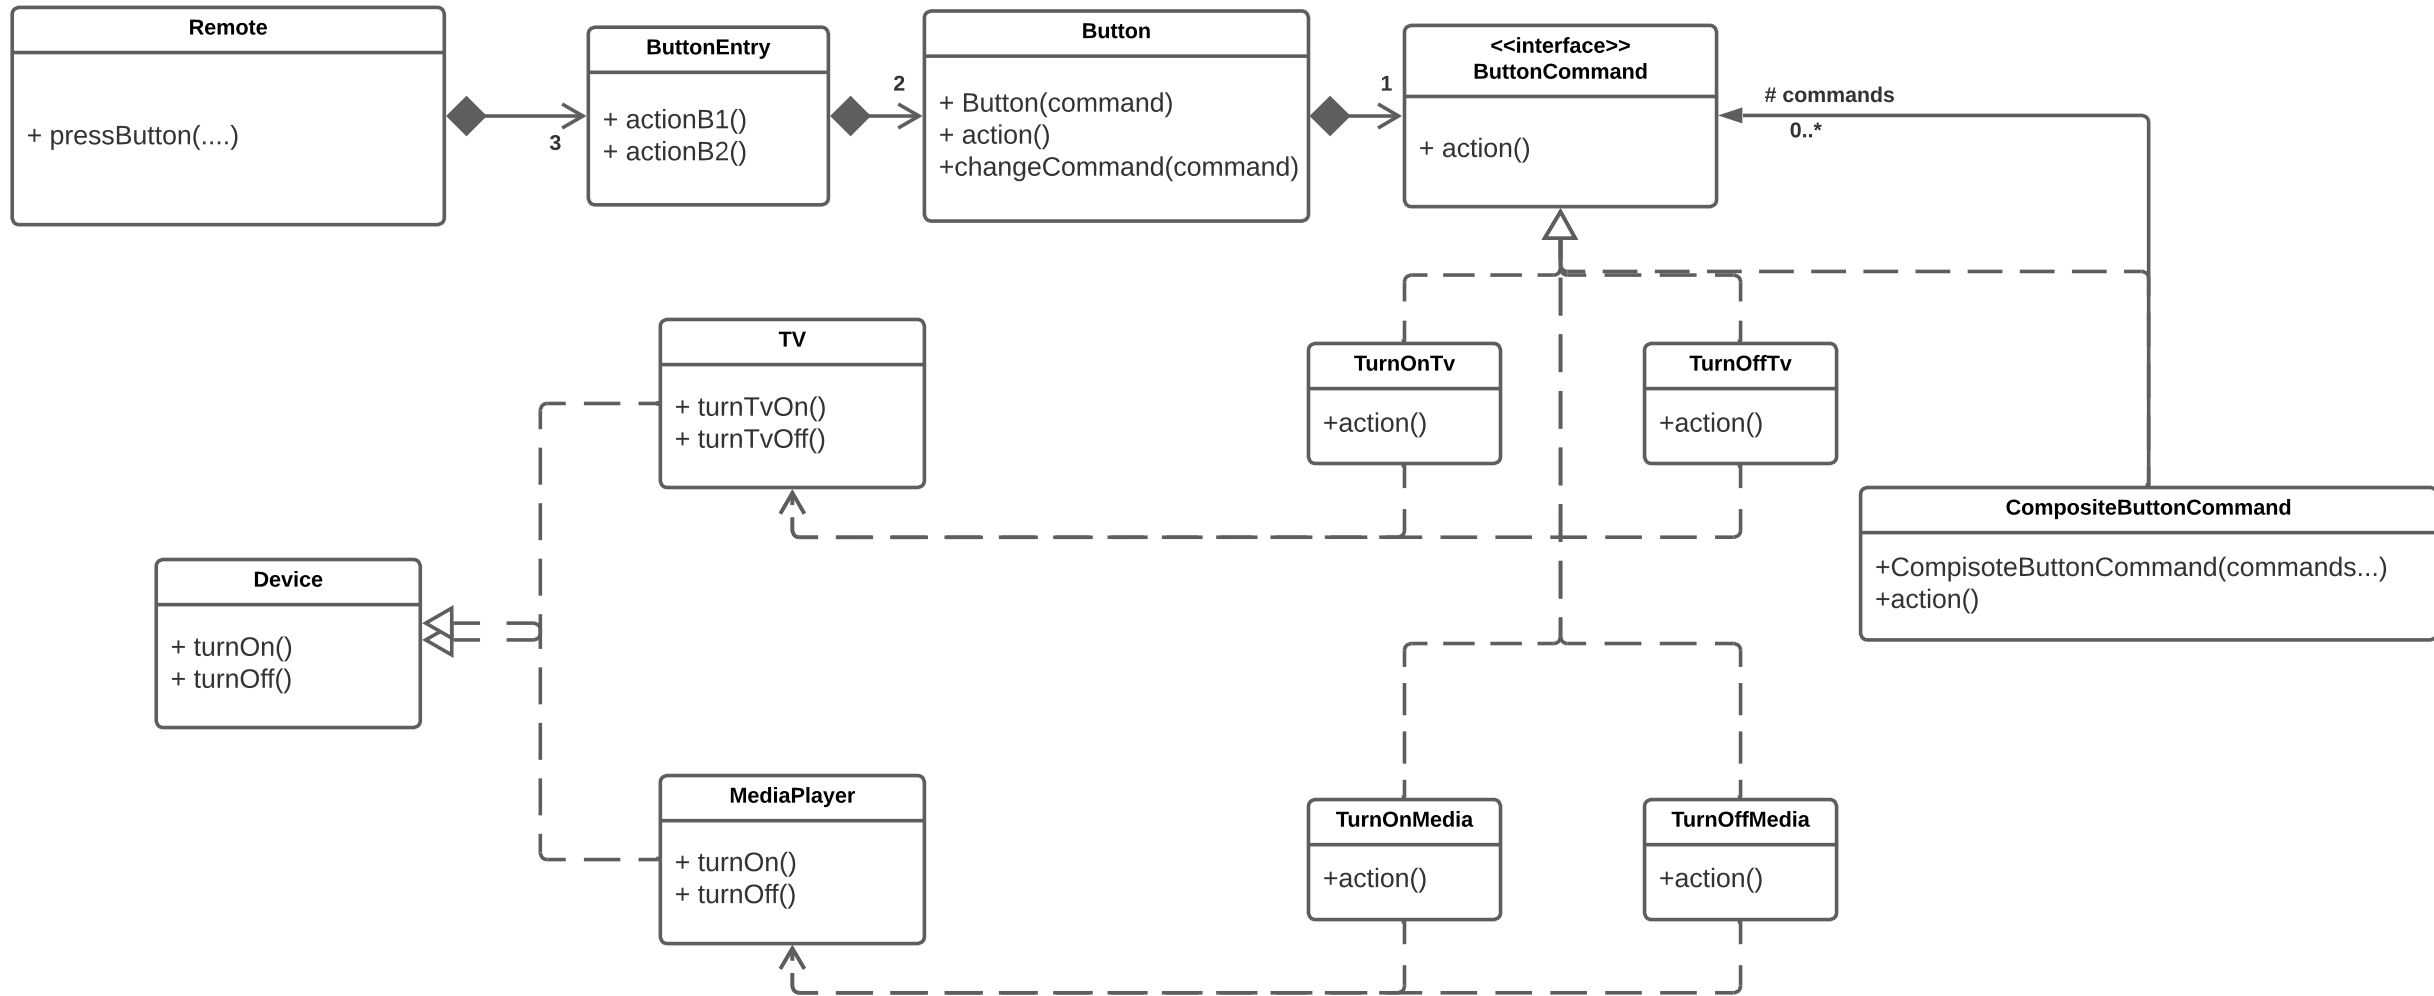 Remote
+ pressButton(....)
3
ButtonEntry
+ actionB1()
+ actionB2()
2
Button
+ Button(command)
+ action()
+changeCommand(command)
1
<<interface>>
ButtonCommand
+ action()
# commands
0..*
TV
+ turnTvOn()
+ turnTvOff()
TurnOnTv
+action()
TurnOffTv
+action()
CompositeButtonCommand
+CompisoteButtonCommand(commands...)
+action()
Device
+ turnOn()
+ turnOff()
MediaPlayer
+ turnOn()
+ turnOff()
TurnOnMedia
+action()
TurnOffMedia
+action()